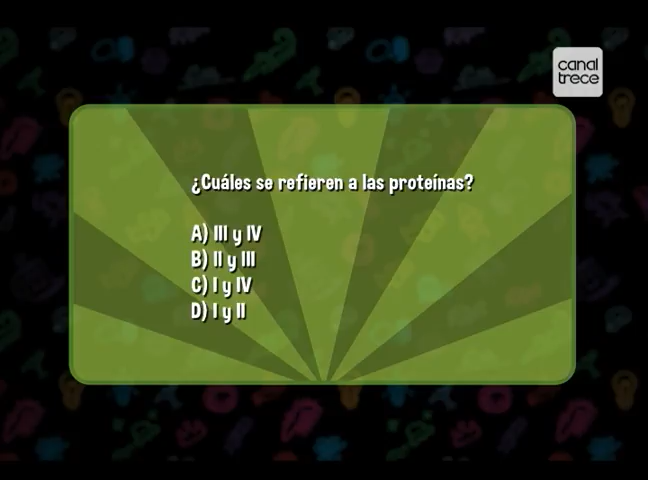 canal
trece
¿Cuáles se refieren a las proteínas?
A) III y IV
B) II y III
C) I y IV
D) I y II